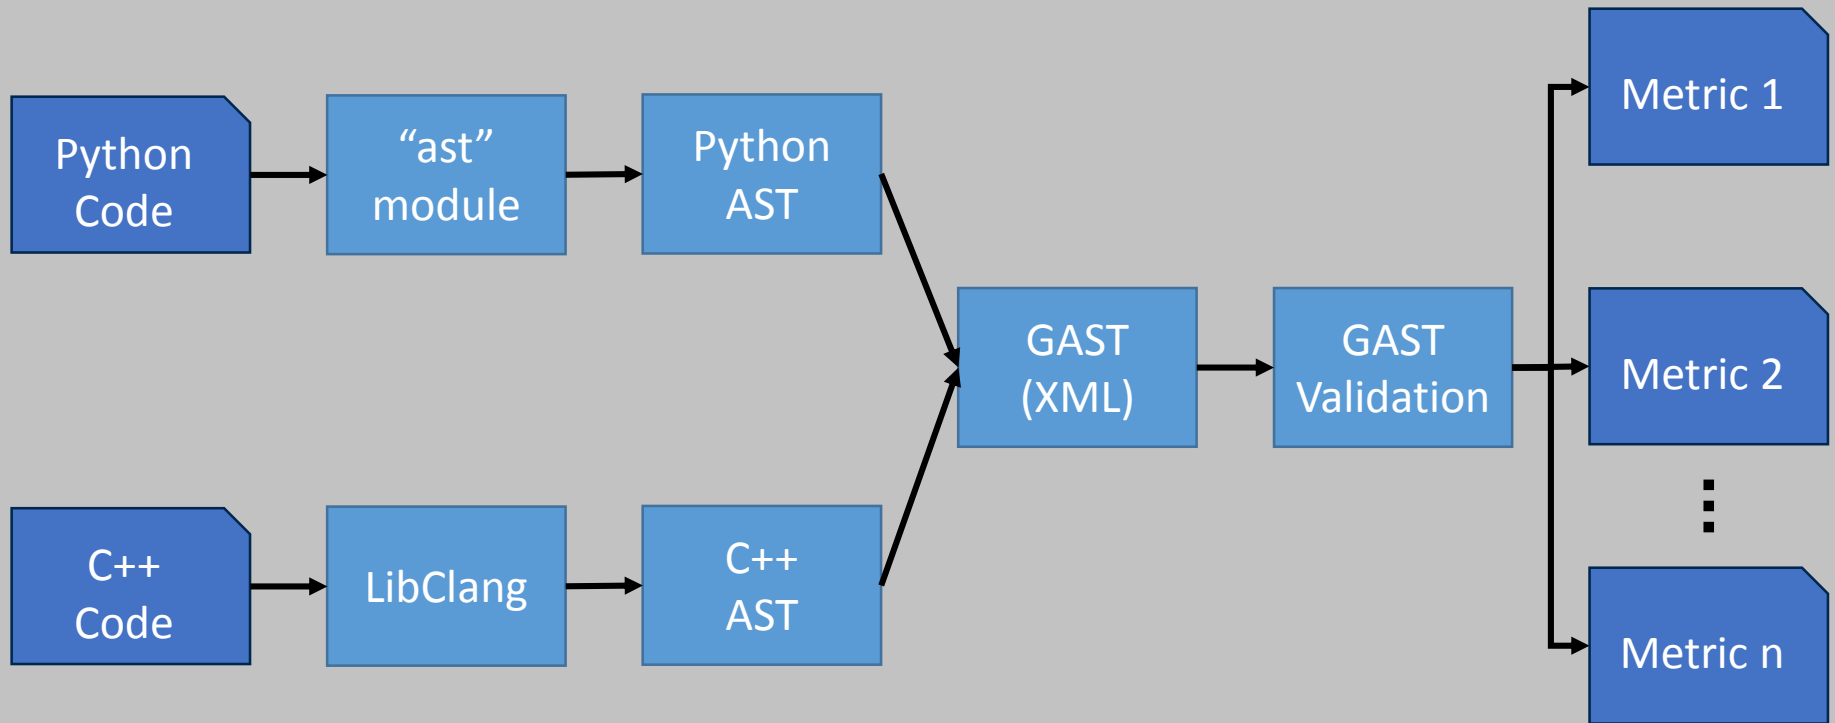 Python
Code
“ast”
module
Python
AST
C++
Code
LibClang
C++
AST
GAST
(XML)
GAST
Validation
Metric 1
Metric 2
Metric n